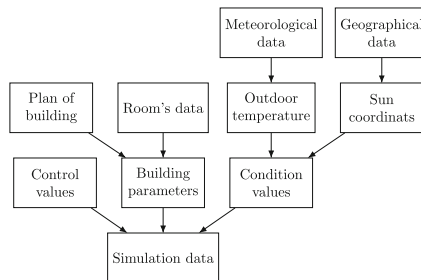 Meteorological
data
Geographical
data
Plan of
building
Room's data
Outdoor
temperature
Sun
coordinats
Control
values
Building
parameters
Condition
values
Simulation data